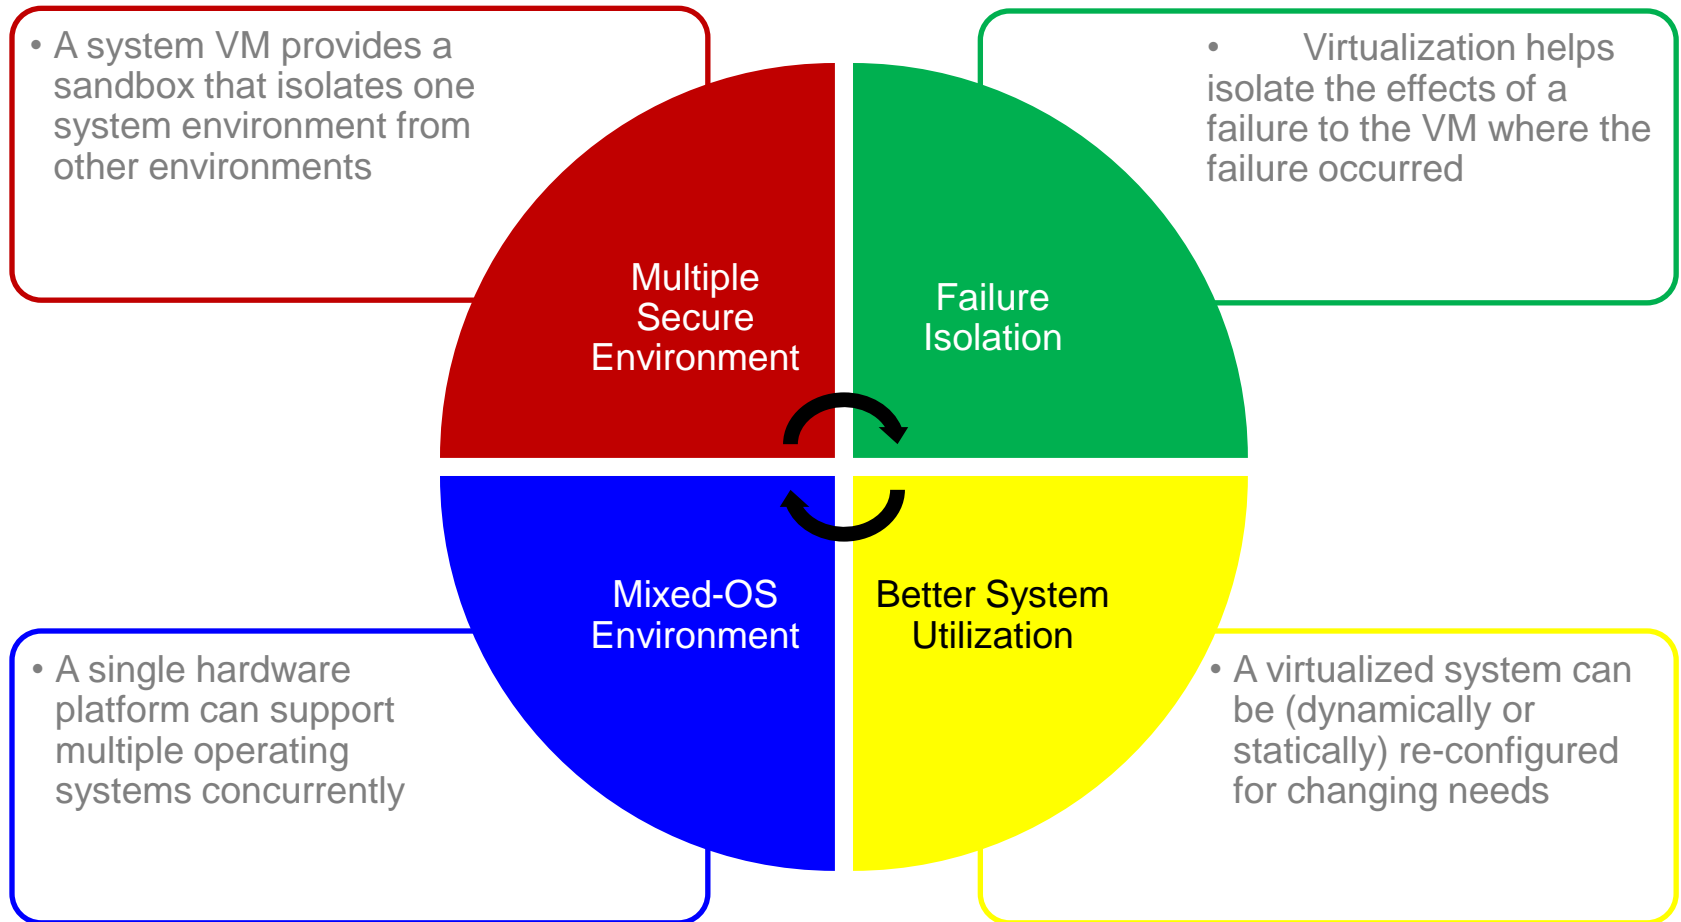 • A system VM provides a
sandbox that isolates one
system environment from
other environments
• Virtualization helps
isolate the effects of a
failure to the VM where the
failure occurred
Multiple
Secure
Environment
Failure
Isolation
Mixed-OS
Environment
Better System
Utilization
• A single hardware
platform can support
multiple operating
systems concurrently
• A virtualized system can
be (dynamically or
statically) re-configured
for changing needs